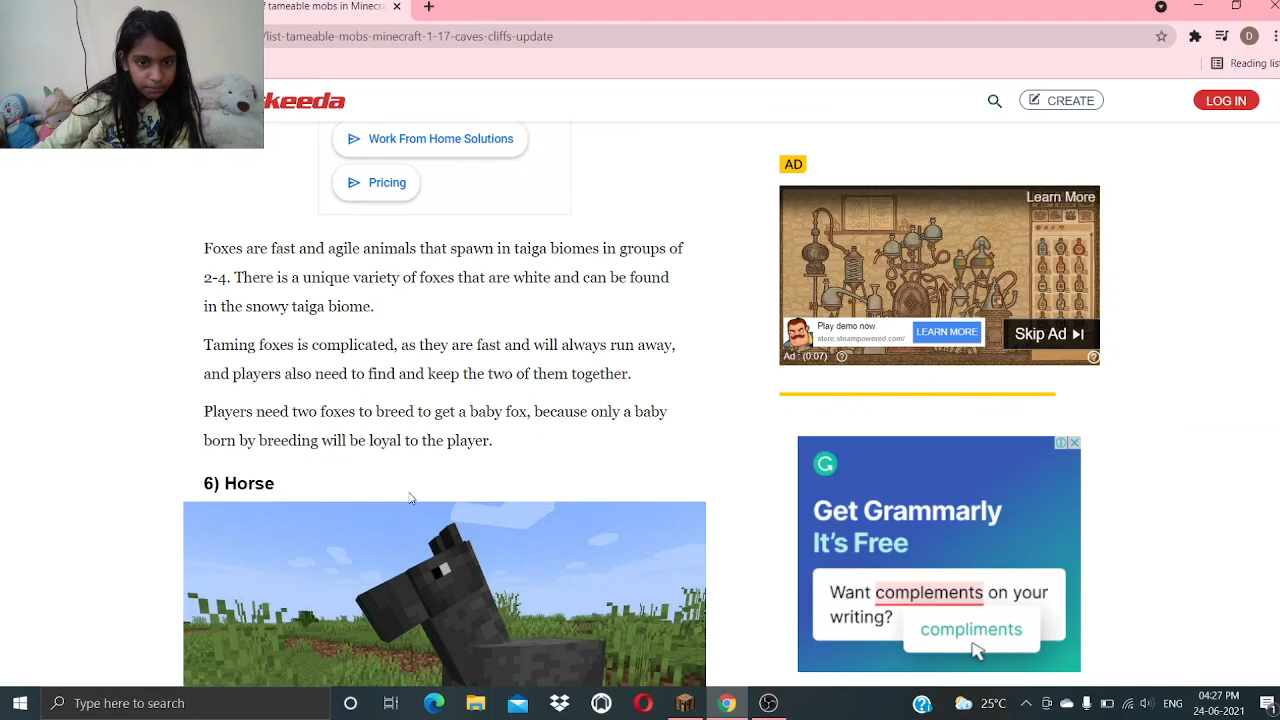 f tameable mobs in Minecra
list-tameable-mobs-minecraft-1-17-caves-cliffs-update
D
Reading list
keeda
CREATE
LOG IN
Work From Home Solutions
Pricing
AD
Learn More
Play demo now
store.steampowered.com/
LEARN MORE
Skip Ad
Ad : (0:07)
Foxes are fast and agile animals that spawn in taiga biomes in groups of
2-4. There is a unique variety of foxes that are white and can be found
in the snowy taiga biome.
Taming foxes is complicated, as they are fast and will always run away,
and players also need to find and keep the two of them together.
Players need two foxes to breed to get a baby fox, because only a baby
born by breeding will be loyal to the player.
6) Horse
Get Grammarly
It's Free
Want complements on your
writing?
compliments
Type here to search
25°C
ENG
04:27 PM
24-06-2021
1